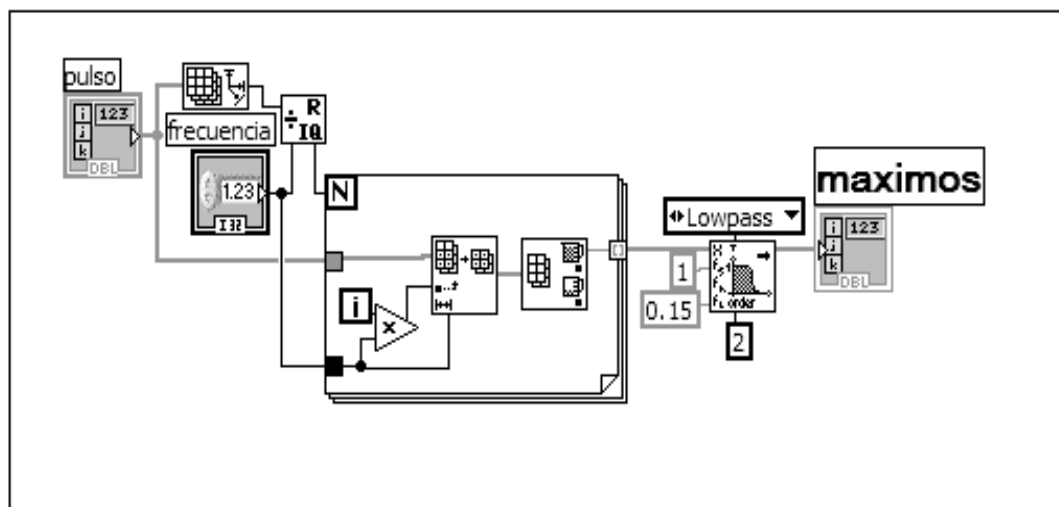 pulso
i
j
k
123
DBL
frecuencia
1.23
I32
R
IQ
N
i
x
Lowpass
X
order
1
0.15
2
maximos
i
j
k
123
DBL